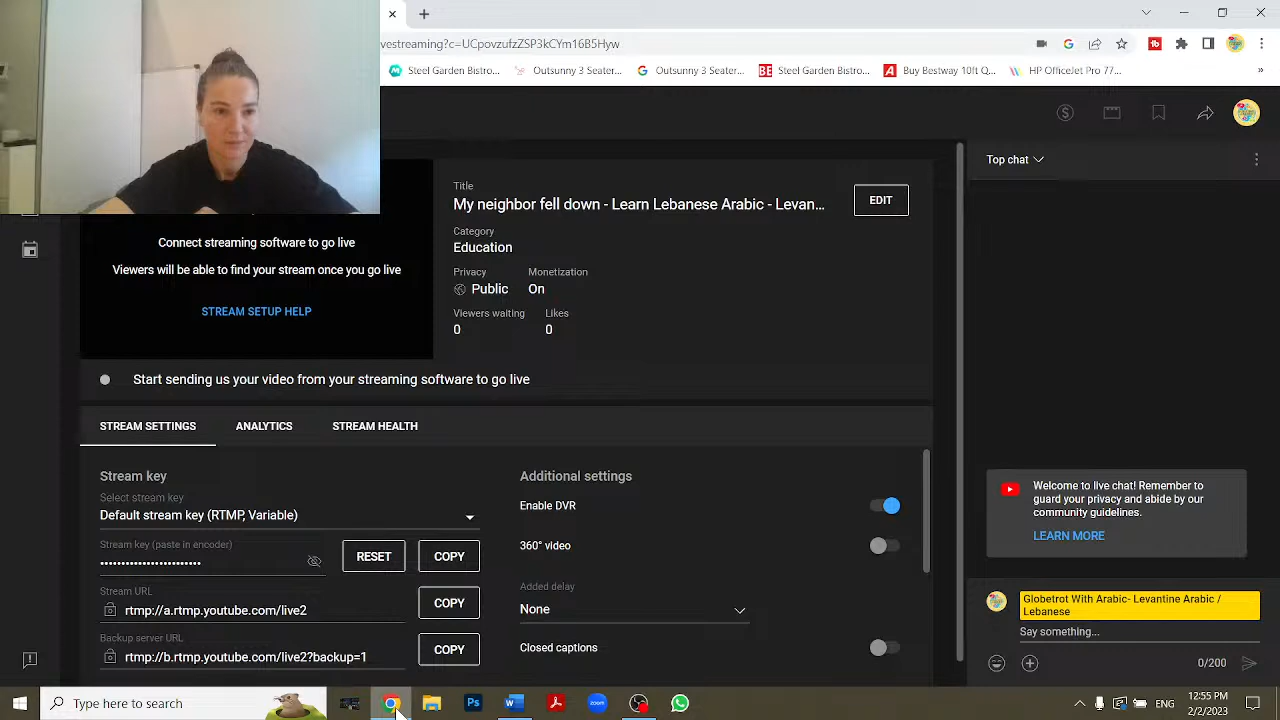 vestreaming?c=UCpovzufzZSP3kCYm16B5Hyw
Steel Garden Bistro...
Outsunny 3 Seater...
Outsunny 3 Seater...
BE
Steel Garden Bistro...
Buy Bestway 10ft Q...
HP OfficeJet Pro 77...
»
Top chat
Title
My neighbor fell down - Learn Lebanese Arabic - Levan...
EDIT
Category
Education
Privacy
Monetization
Public
On
Viewers waiting
Likes
0
0
Connect streaming software to go live
Viewers will be able to find your stream once you go live
STREAM SETUP HELP
Start sending us your video from your streaming software to go live
STREAM SETTINGS
ANALYTICS
STREAM HEALTH
Stream key
Select stream key
Default stream key (RTMP, Variable)
Stream key (paste in encoder)
••••••••••••••••••••••••
RESET
COPY
Stream URL
rtmp://a.rtmp.youtube.com/live2
COPY
Backup server URL
rtmp://b.rtmp.youtube.com/live2?backup=1
COPY
Additional settings
Enable DVR
360° video
Added delay
None
Closed captions
Welcome to live chat! Remember to
guard your privacy and abide by our
community guidelines.
LEARN MORE
Globetrot With Arabic- Levantine Arabic /
Lebanese
Say something...
0/200
Type here to search
Ps
zoom
12:55 PM
2/2/2023